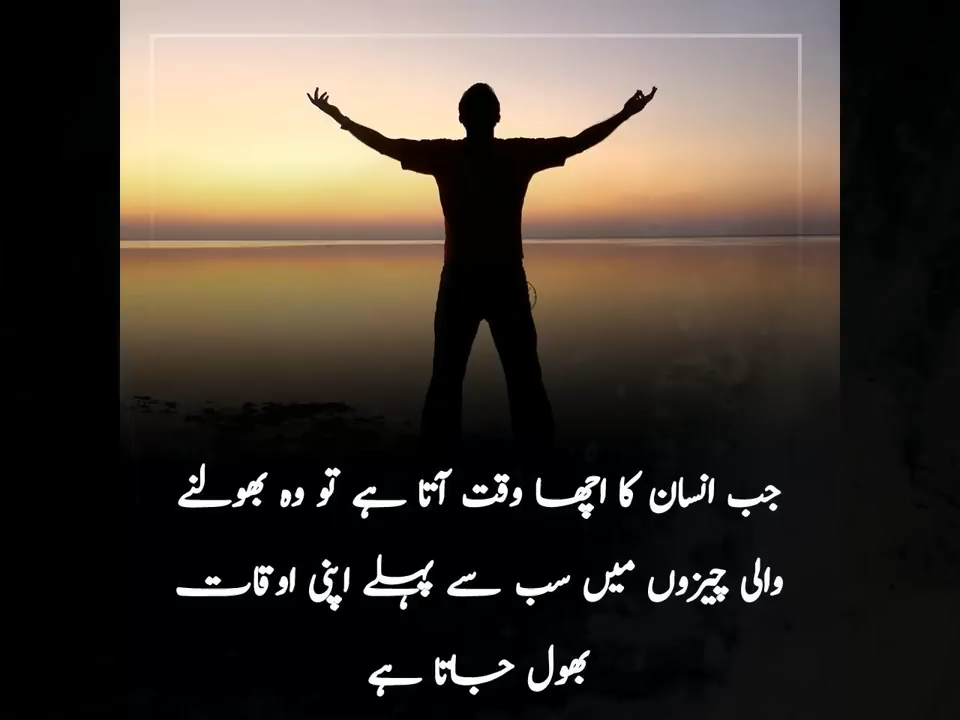 جب انسان کا اچھا وقت آتا ہے تو وہ بھولنے
والی چیزوں میں سب سے پہلے اپنی اوقات
بھول جاتا ہے